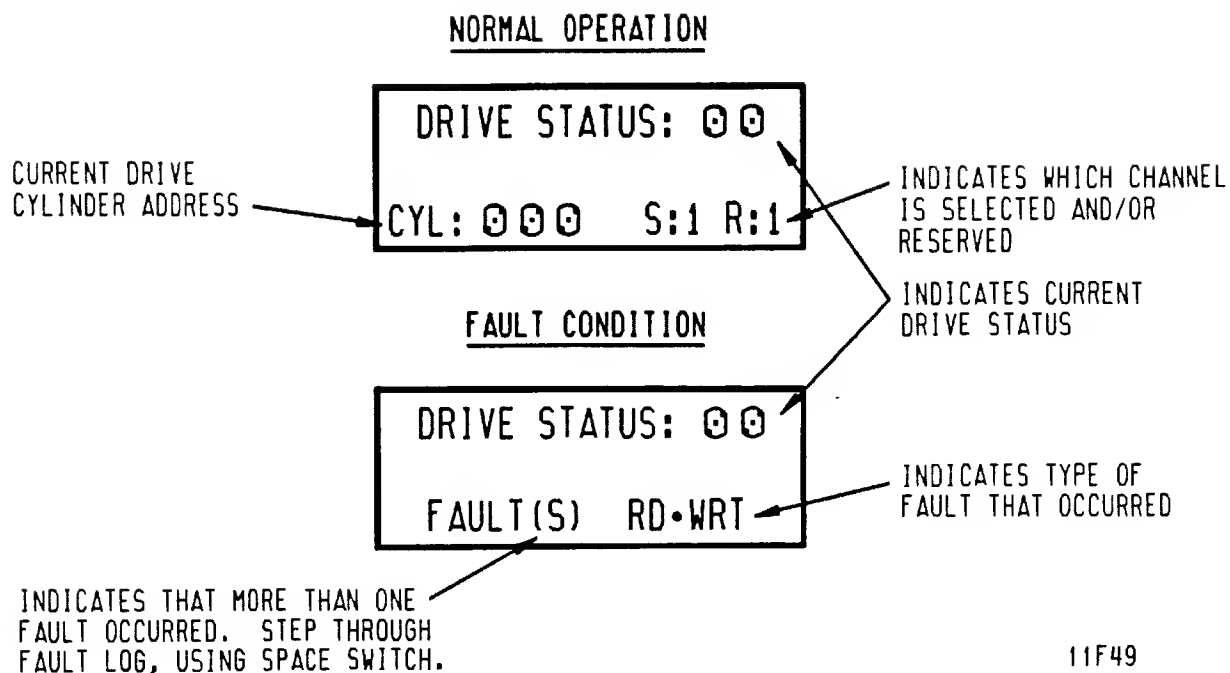 NORMAL OPERATION
DRIVE STATUS: 00
CYL: 000 S:1 R:1
CURRENT DRIVE
CYLINDER ADDRESS
INDICATES WHICH CHANNEL
IS SELECTED AND/OR
RESERVED
INDICATES CURRENT
DRIVE STATUS
FAULT CONDITION
DRIVE STATUS: 00
FAULT(S) RD•WRT
INDICATES TYPE OF
FAULT THAT OCCURRED
INDICATES THAT MORE THAN ONE
FAULT OCCURRED. STEP THROUGH
FAULT LOG, USING SPACE SWITCH.
11F49